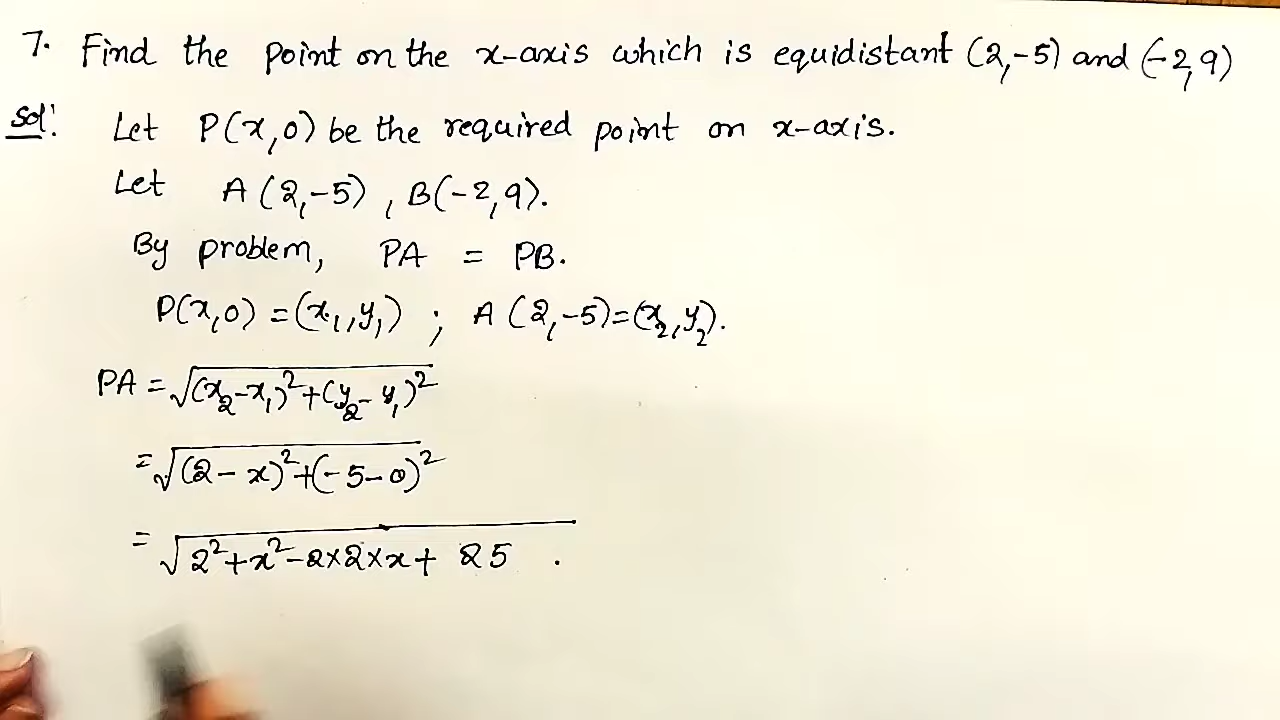 7. Find the point on the x-axis which is equidistant (2,-5) and (-2,9)
Sol: Let P(x,0) be the required point on x-axis.
Let A(2,-5), B(-2,9).
By problem, PA = PB.
P(x,0) = (x₁,y₁) ; A(2,-5)=(x₂,y₂).
PA = √(x₂-x₁)²+(y₂-y₁)²
= √(2-x)²+(-5-0)²
= √2²+x²-2×2×x+ 25 .